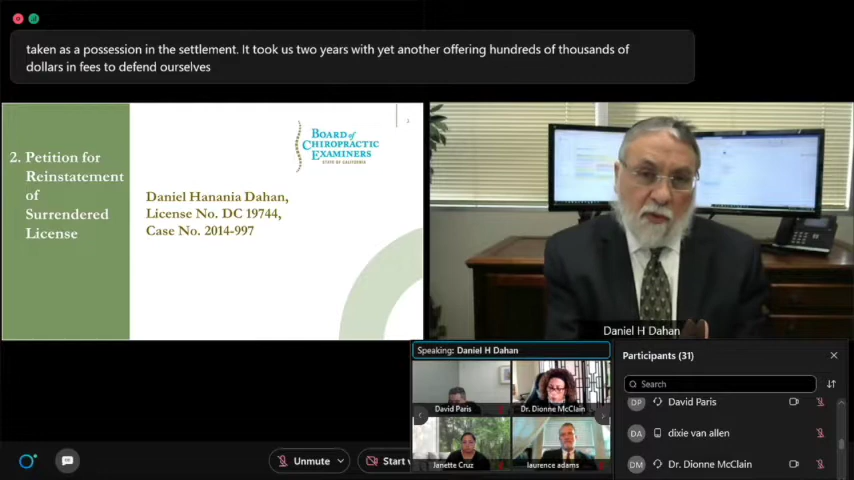 taken as a possession in the settlement. It took us two years with yet another offering hundreds of thousands of
dollars in fees to defend ourselves
2. Petition for
Reinstatement
of
Surrendered
License
BOARD of
CHIROPRACTIC
EXAMINERS
STATE OF CALIFORNIA
2
Daniel Hanania Dahan,
License No. DC 19744,
Case No. 2014-997
Daniel H Dahan
Speaking: Daniel H Dahan
David Paris
Dr. Dionne McClain
Janette Cruz
laurence adams
Participants (31)
Search
DP David Paris
DA dixie van allen
DM Dr. Dionne McClain
Unmute
Start v